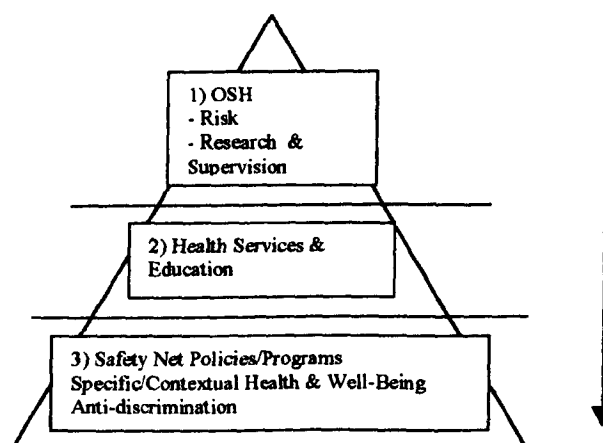 1) OSH
- Risk
- Research &
Supervision
2) Health Services &
Education
3) Safety Net Policies/Programs
Specific/Contextual Health & Well-Being
Anti-discrimination